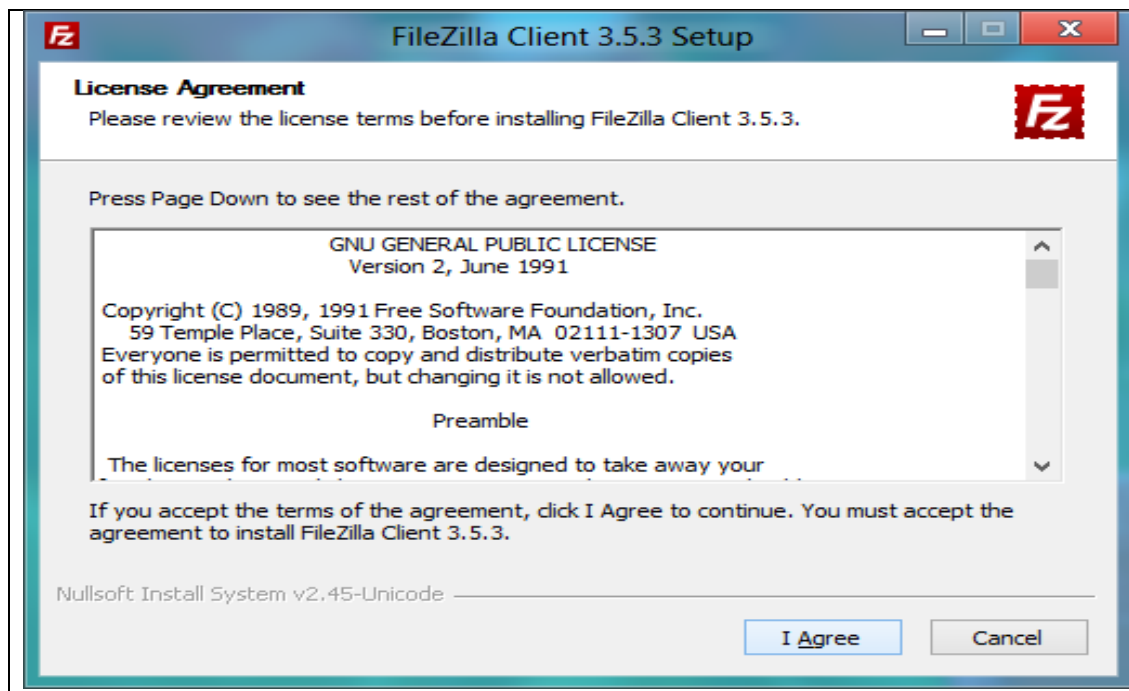 FileZilla Client 3.5.3 Setup
License Agreement
Please review the license terms before installing FileZilla Client 3.5.3.
Fz
Press Page Down to see the rest of the agreement.
GNU GENERAL PUBLIC LICENSE
Version 2, June 1991
Copyright (C) 1989, 1991 Free Software Foundation, Inc.
59 Temple Place, Suite 330, Boston, MA  02111-1307  USA
Everyone is permitted to copy and distribute verbatim copies
of this license document, but changing it is not allowed.
Preamble
The licenses for most software are designed to take away your
If you accept the terms of the agreement, click I Agree to continue. You must accept the
agreement to install FileZilla Client 3.5.3.
Nullsoft Install System v2.45-Unicode
I Agree
Cancel